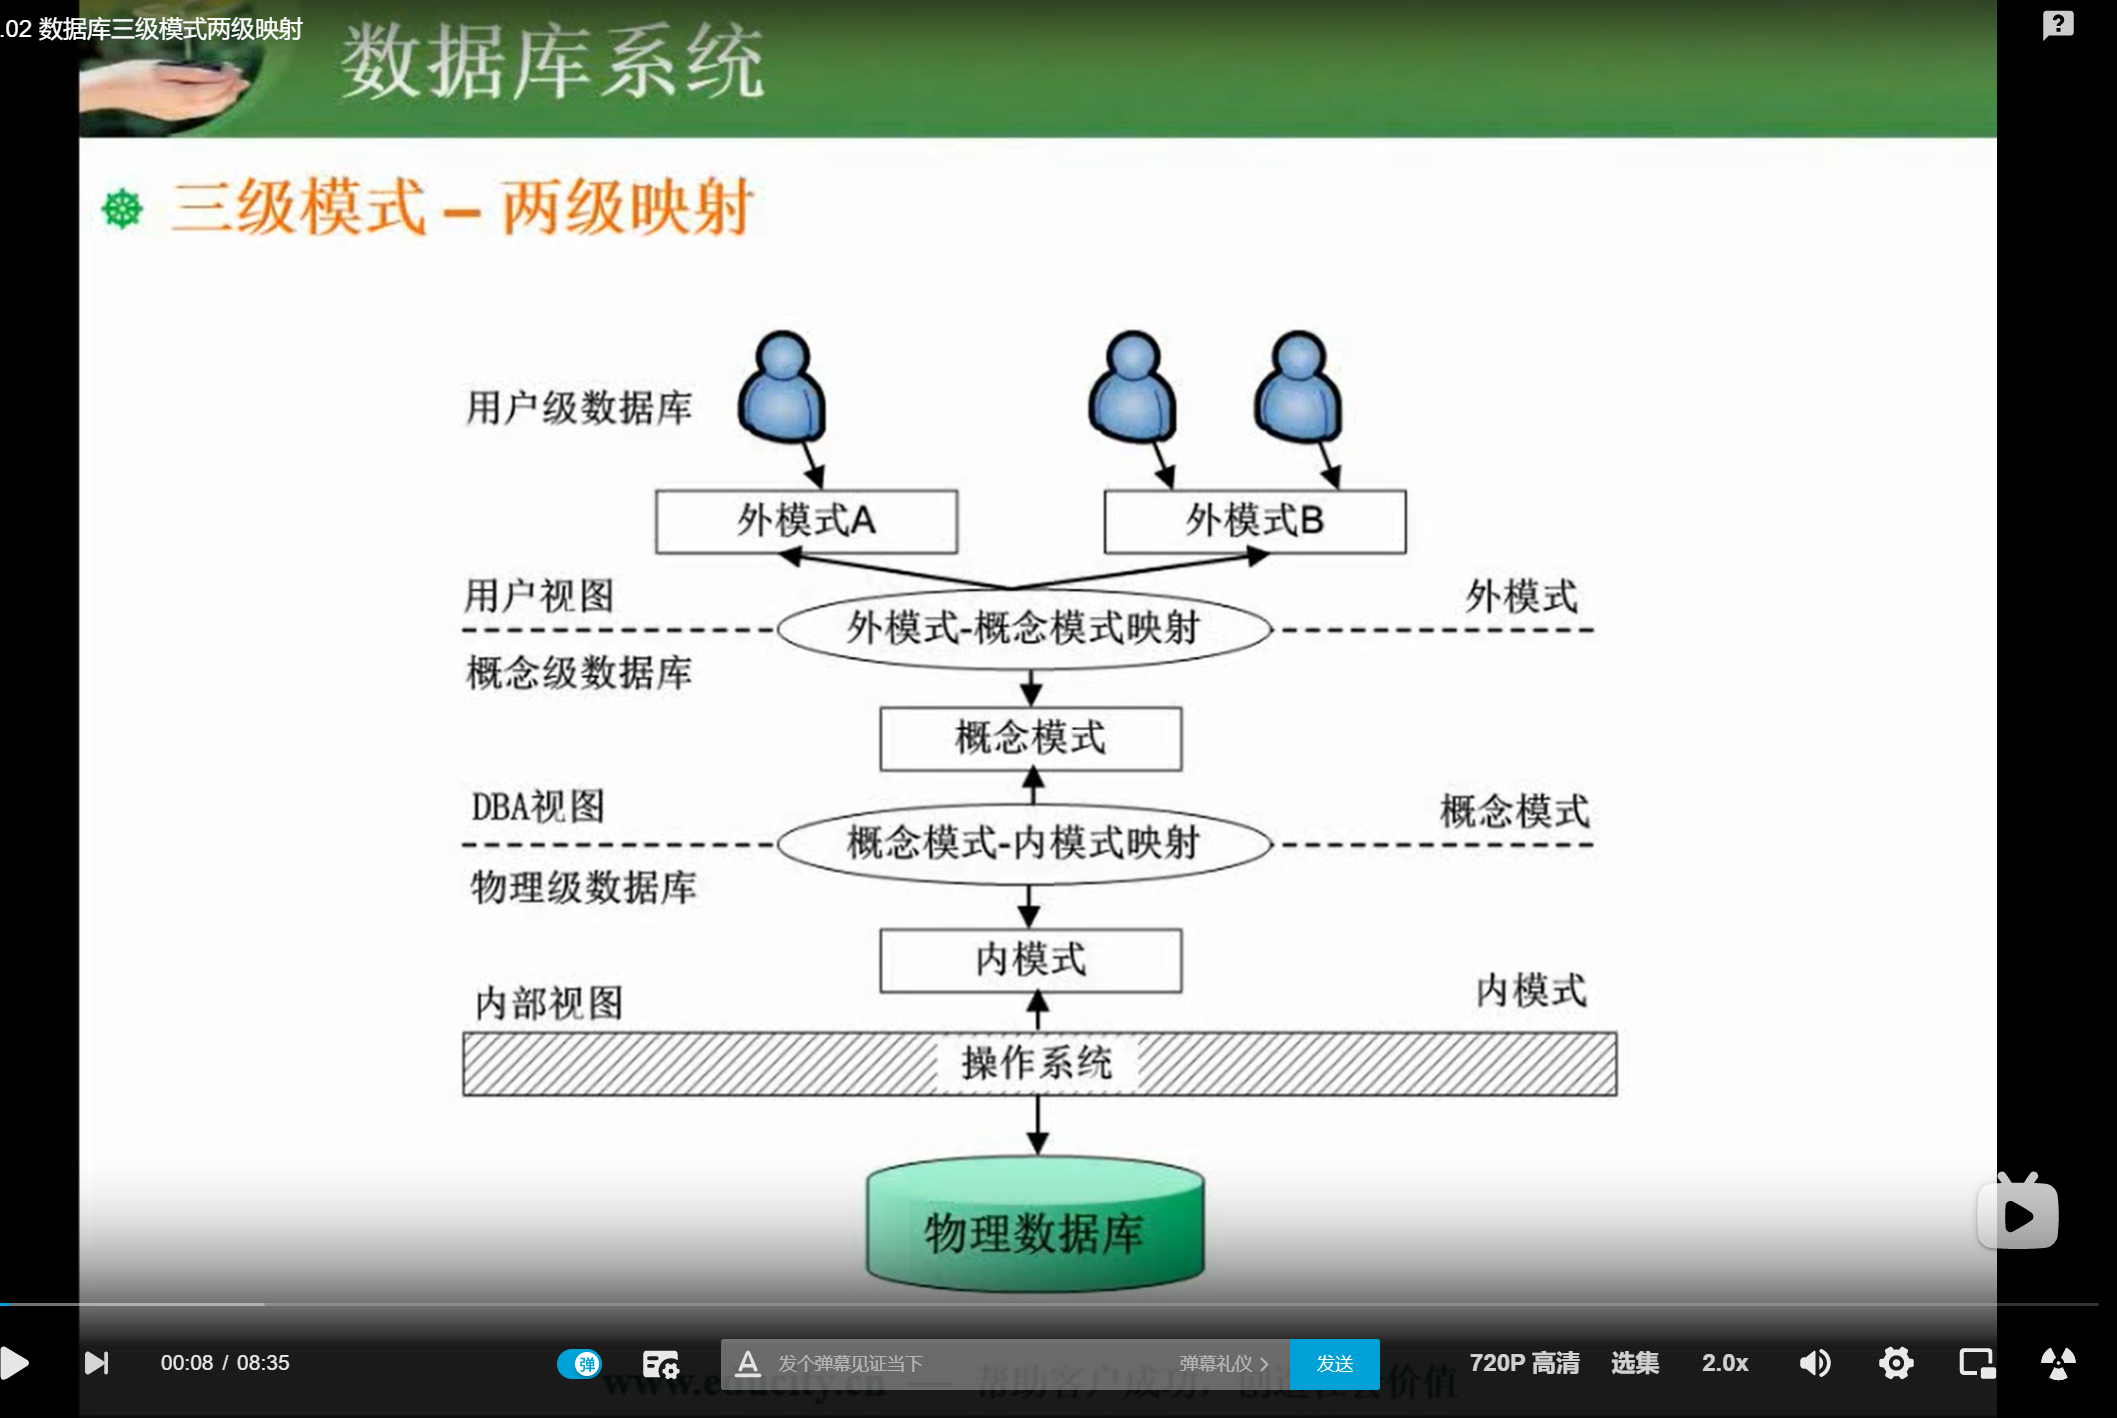 .02 数据库三级模式两级映射
数据库系统
三级模式 – 两级映射
用户级数据库
外模式A
外模式B
用户视图
外模式
外模式-概念模式映射
概念级数据库
概念模式
DBA视图
概念模式
概念模式-内模式映射
物理级数据库
内模式
内部视图
内模式
操作系统
物理数据库
00:08 / 08:35
弹
发个弹幕见证当下
弹幕礼仪
发送
720P 高清
选集
2.0x
www.educity.cn — 帮助客户成功，创造社会价值